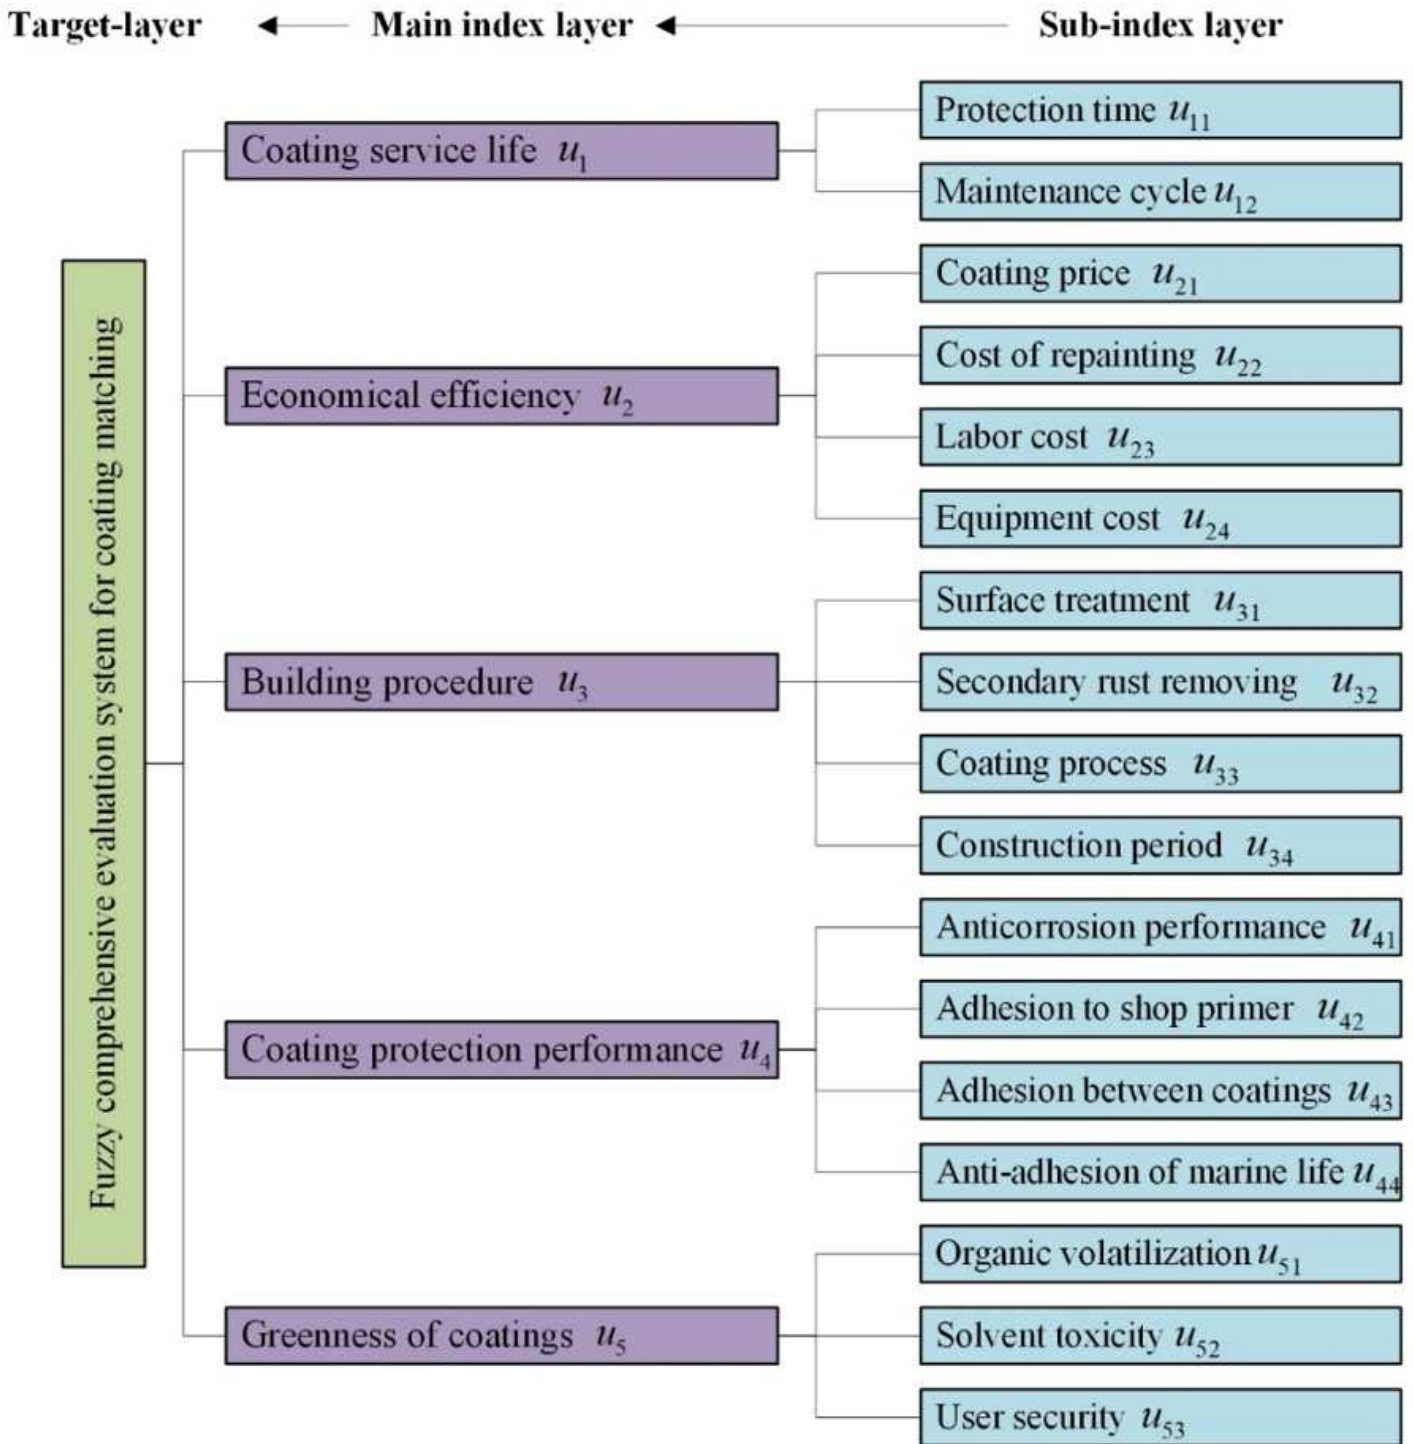 Target-layer Main index layer Sub-index layer
Fuzzy comprehensive evaluation system for coating matching
Coating service life u₁
Protection time u₁₁
Maintenance cycle u₁₂
Economical efficiency u₂
Coating price u₂₁
Cost of repainting u₂₂
Labor cost u₂₃
Equipment cost u₂₄
Building procedure u₃
Surface treatment u₃₁
Secondary rust removing u₃₂
Coating process u₃₃
Construction period u₃₄
Coating protection performance u₄
Anticorrosion performance u₄₁
Adhesion to shop primer u₄₂
Adhesion between coatings u₄₃
Anti-adhesion of marine life u₄₄
Greenness of coatings u₅
Organic volatilization u₅₁
Solvent toxicity u₅₂
User security u₅₃